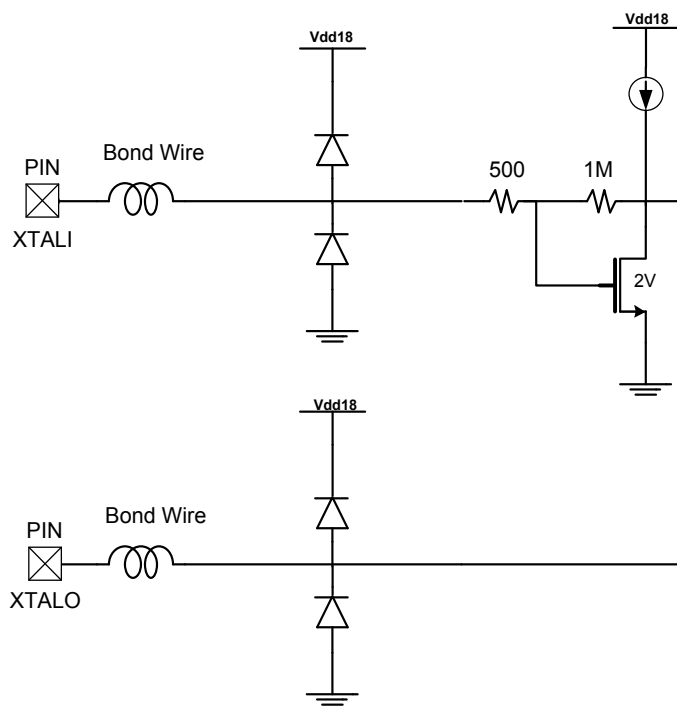 Vdd18
Vdd18
Bond Wire
PIN
500
1M
XTALI
2V
Vdd18
Bond Wire
PIN
XTALO